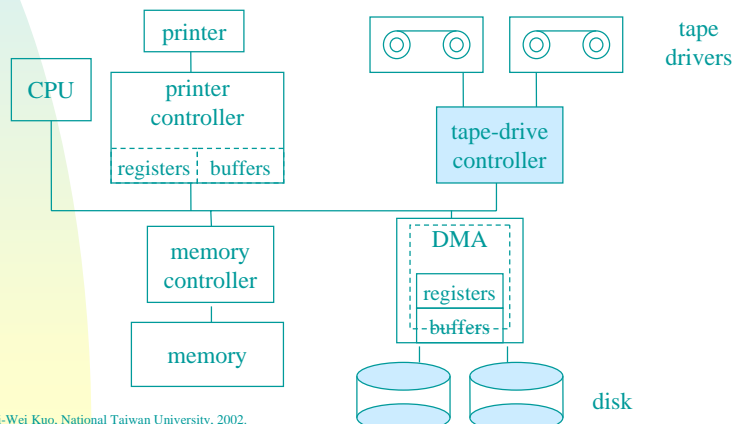 printer
tape
drivers
CPU
printer
controller
registers
buffers
tape-drive
controller
memory
controller
DMA
registers
buffers
memory
disk
-Wei Kuo, National Taiwan University, 2002.